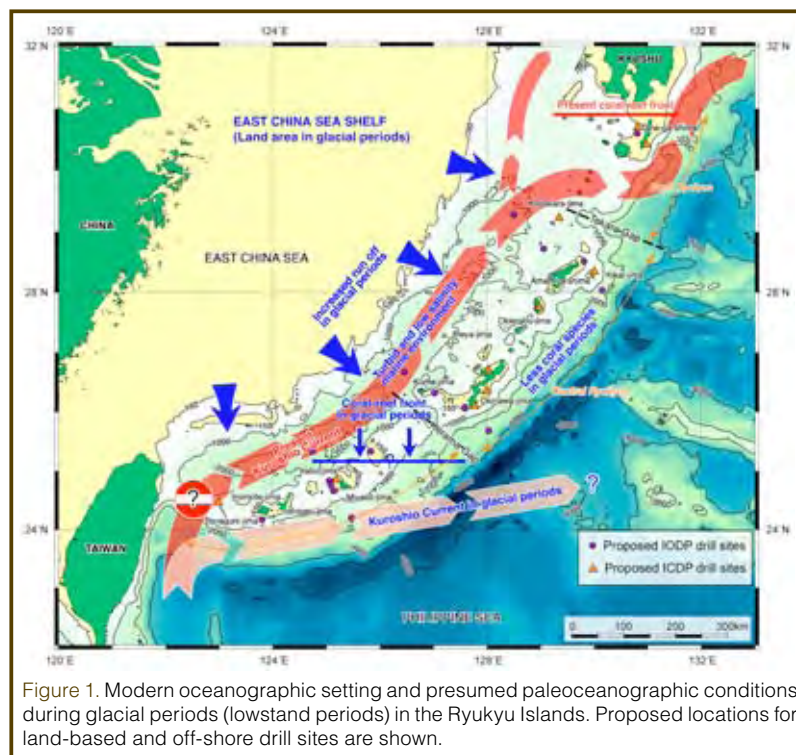 120˚E
124˚E
128˚E
132˚E
32˚N
32˚N
KYUSHU
Present coral-reef front
EAST CHINA SEA SHELF
(Land area in glacial periods)
CHINA
EAST CHINA SEA
28˚N
28˚N
Increased run off
in glacial periods
Turbid and low salinity
marine environment
Less coral species
in glacial periods
Coral-reef front
in glacial periods
Kuroshio Current
?
?
Kuroshio Current in glacial periods
24˚N
24˚N
TAIWAN
PHILIPPINE SEA
Proposed IODP drill sites
Proposed ICDP drill sites
0 100 200 300km
120˚E
124˚E
128˚E
132˚E
Figure 1. Modern oceanographic setting and presumed paleoceanographic conditions
during glacial periods (lowstand periods) in the Ryukyu Islands. Proposed locations for
land-based and off-shore drill sites are shown.